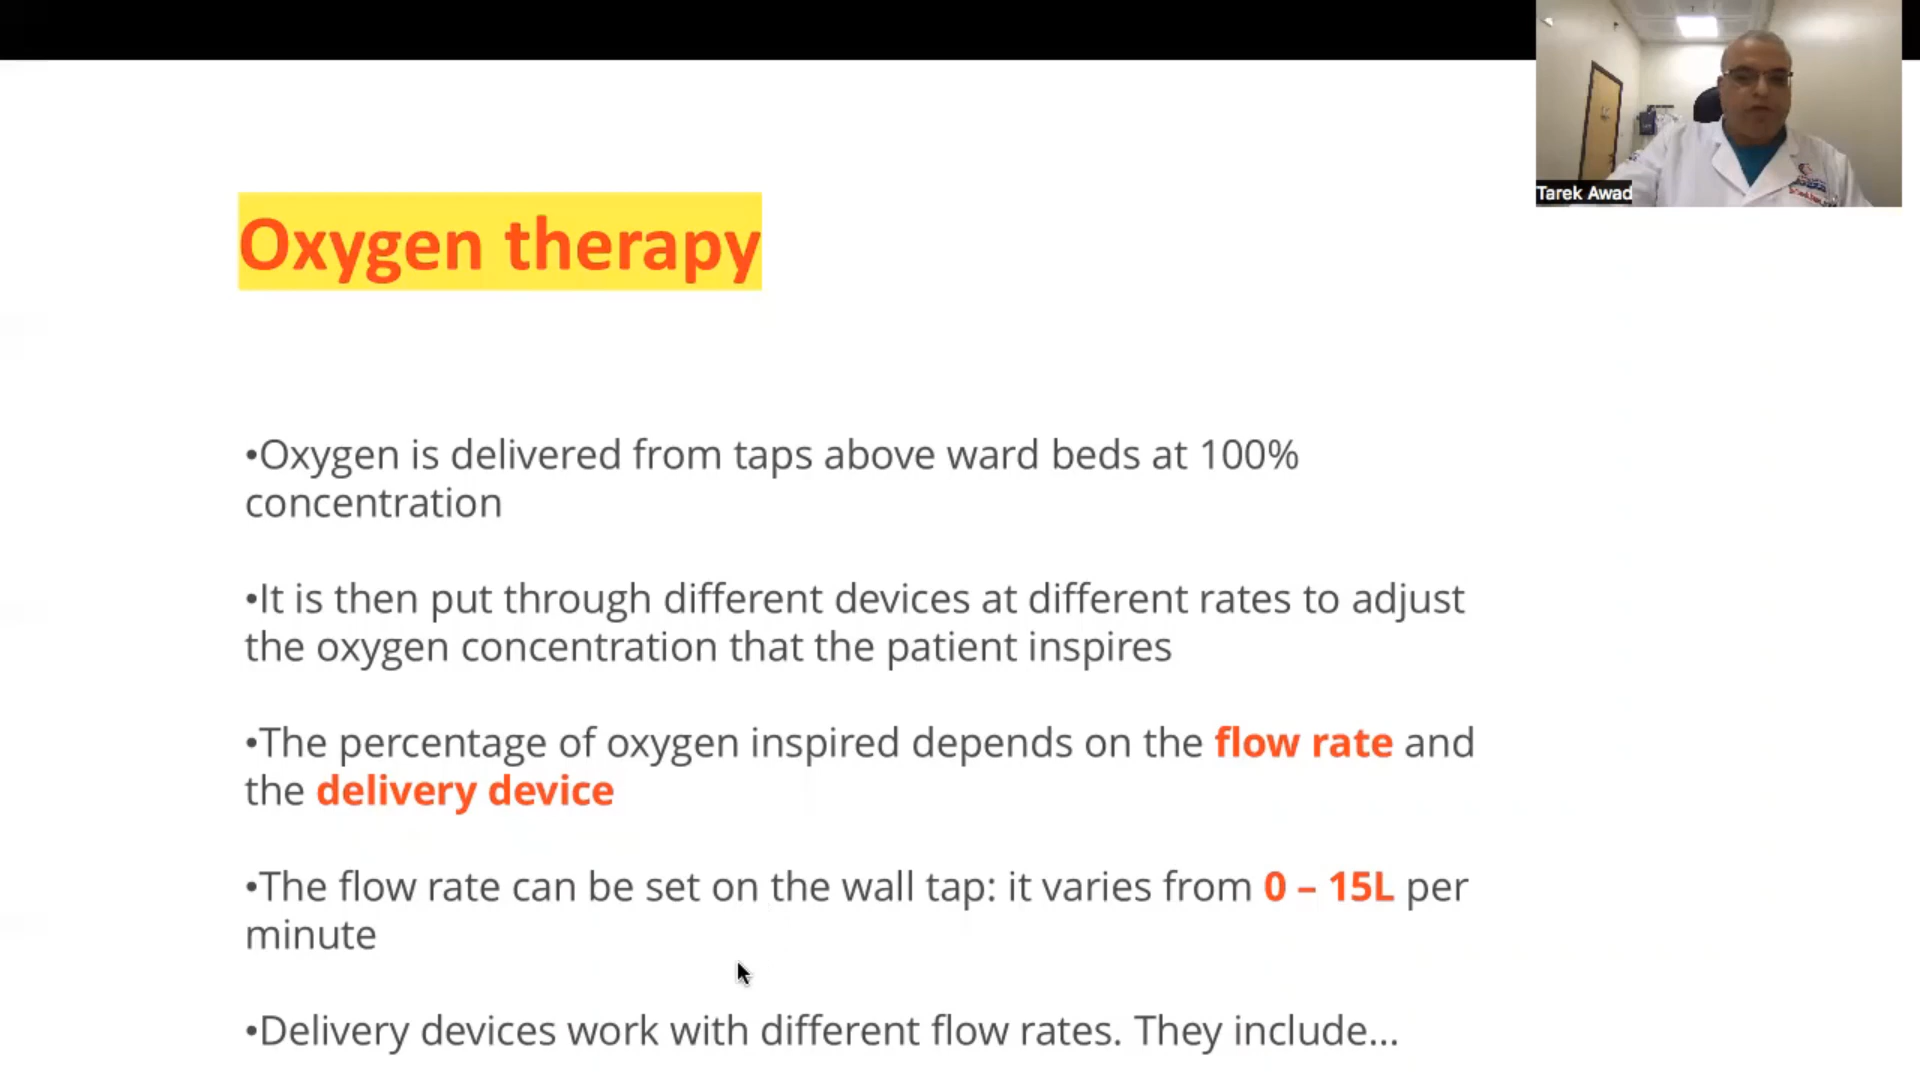 Tarek Awad
Oxygen therapy
•Oxygen is delivered from taps above ward beds at 100%
concentration
•It is then put through different devices at different rates to adjust
the oxygen concentration that the patient inspires
•The percentage of oxygen inspired depends on the flow rate and
the delivery device
•The flow rate can be set on the wall tap: it varies from 0 – 15L per
minute
•Delivery devices work with different flow rates. They include...